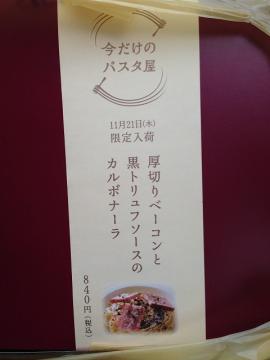 今だけの
パスタ屋
11月21日(木)
限定入荷
厚切りベーコンと
黒トリュフソースの
カルボナーラ
840円(税込)